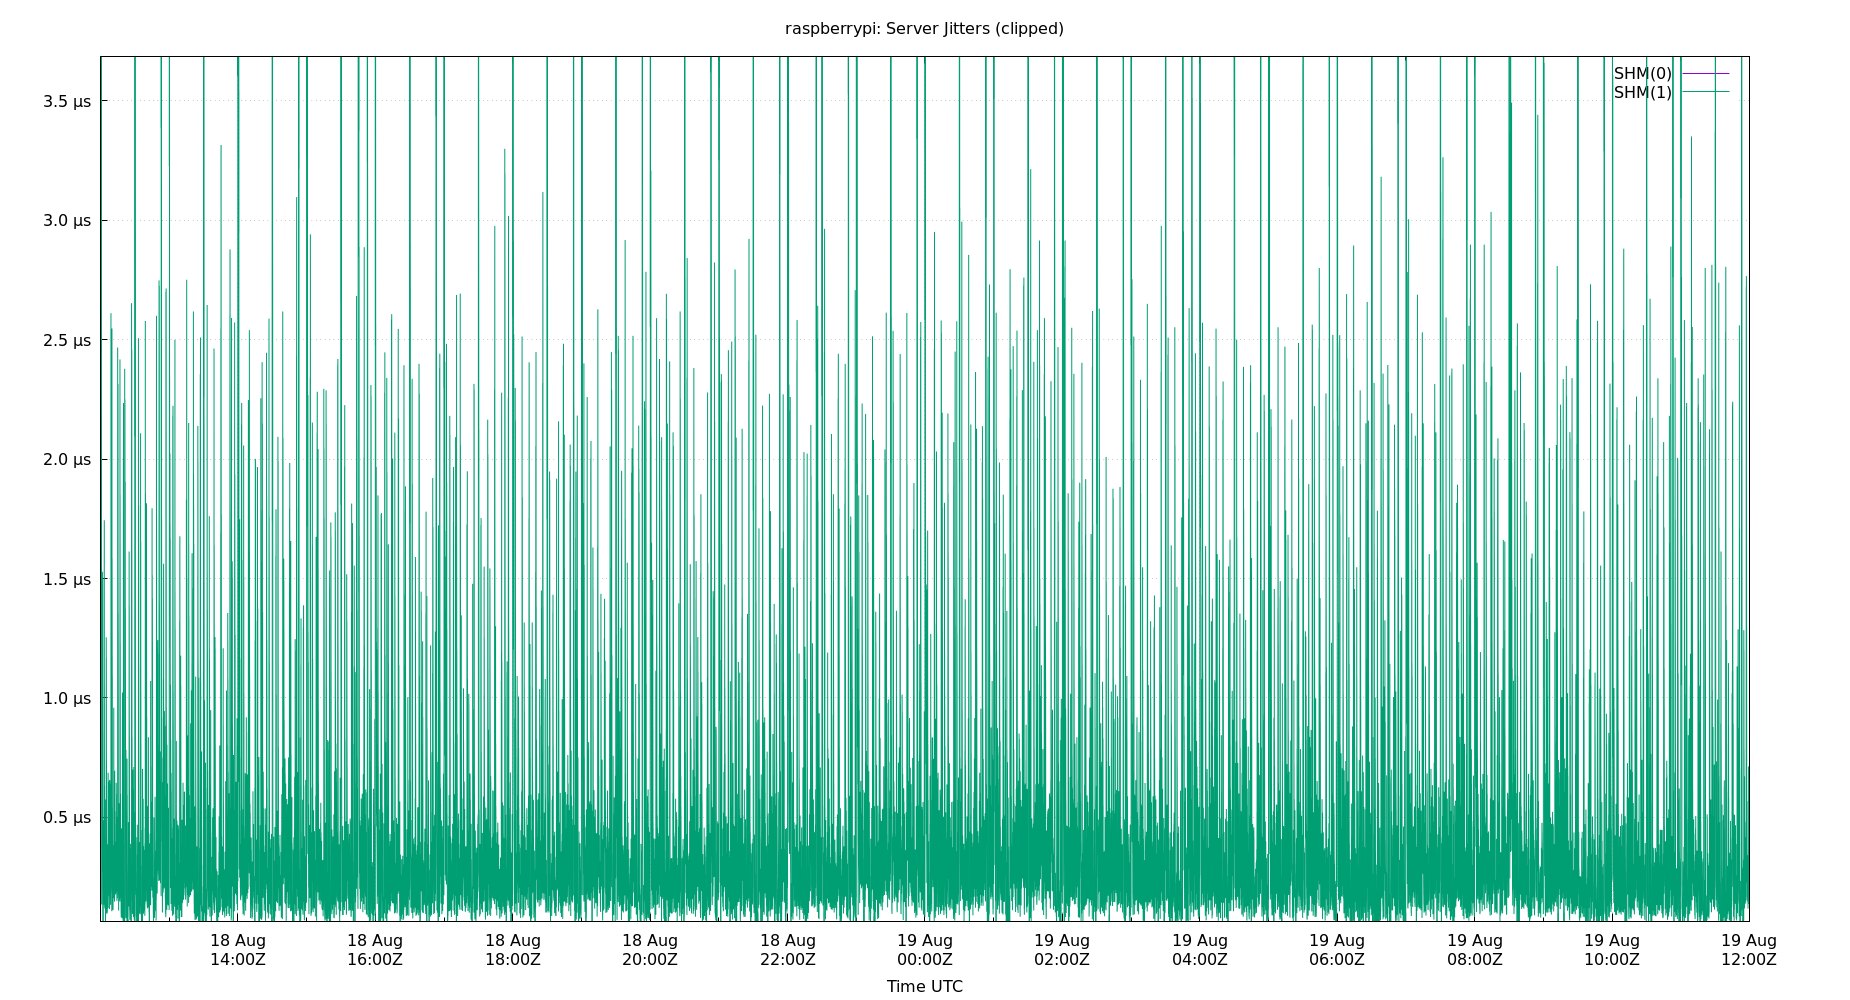 raspberrypi: Server Jitters (clipped)
SHM(0)
SHM(1)
3.5 µs
3.0 µs
2.5 µs
2.0 µs
1.5 µs
1.0 µs
0.5 µs
18 Aug 18 Aug 18 Aug 18 Aug 18 Aug 19 Aug 19 Aug 19 Aug 19 Aug 19 Aug 19 Aug 19 Aug
14:00Z 16:00Z 18:00Z 20:00Z 22:00Z 00:00Z 02:00Z 04:00Z 06:00Z 08:00Z 10:00Z 12:00Z
Time UTC